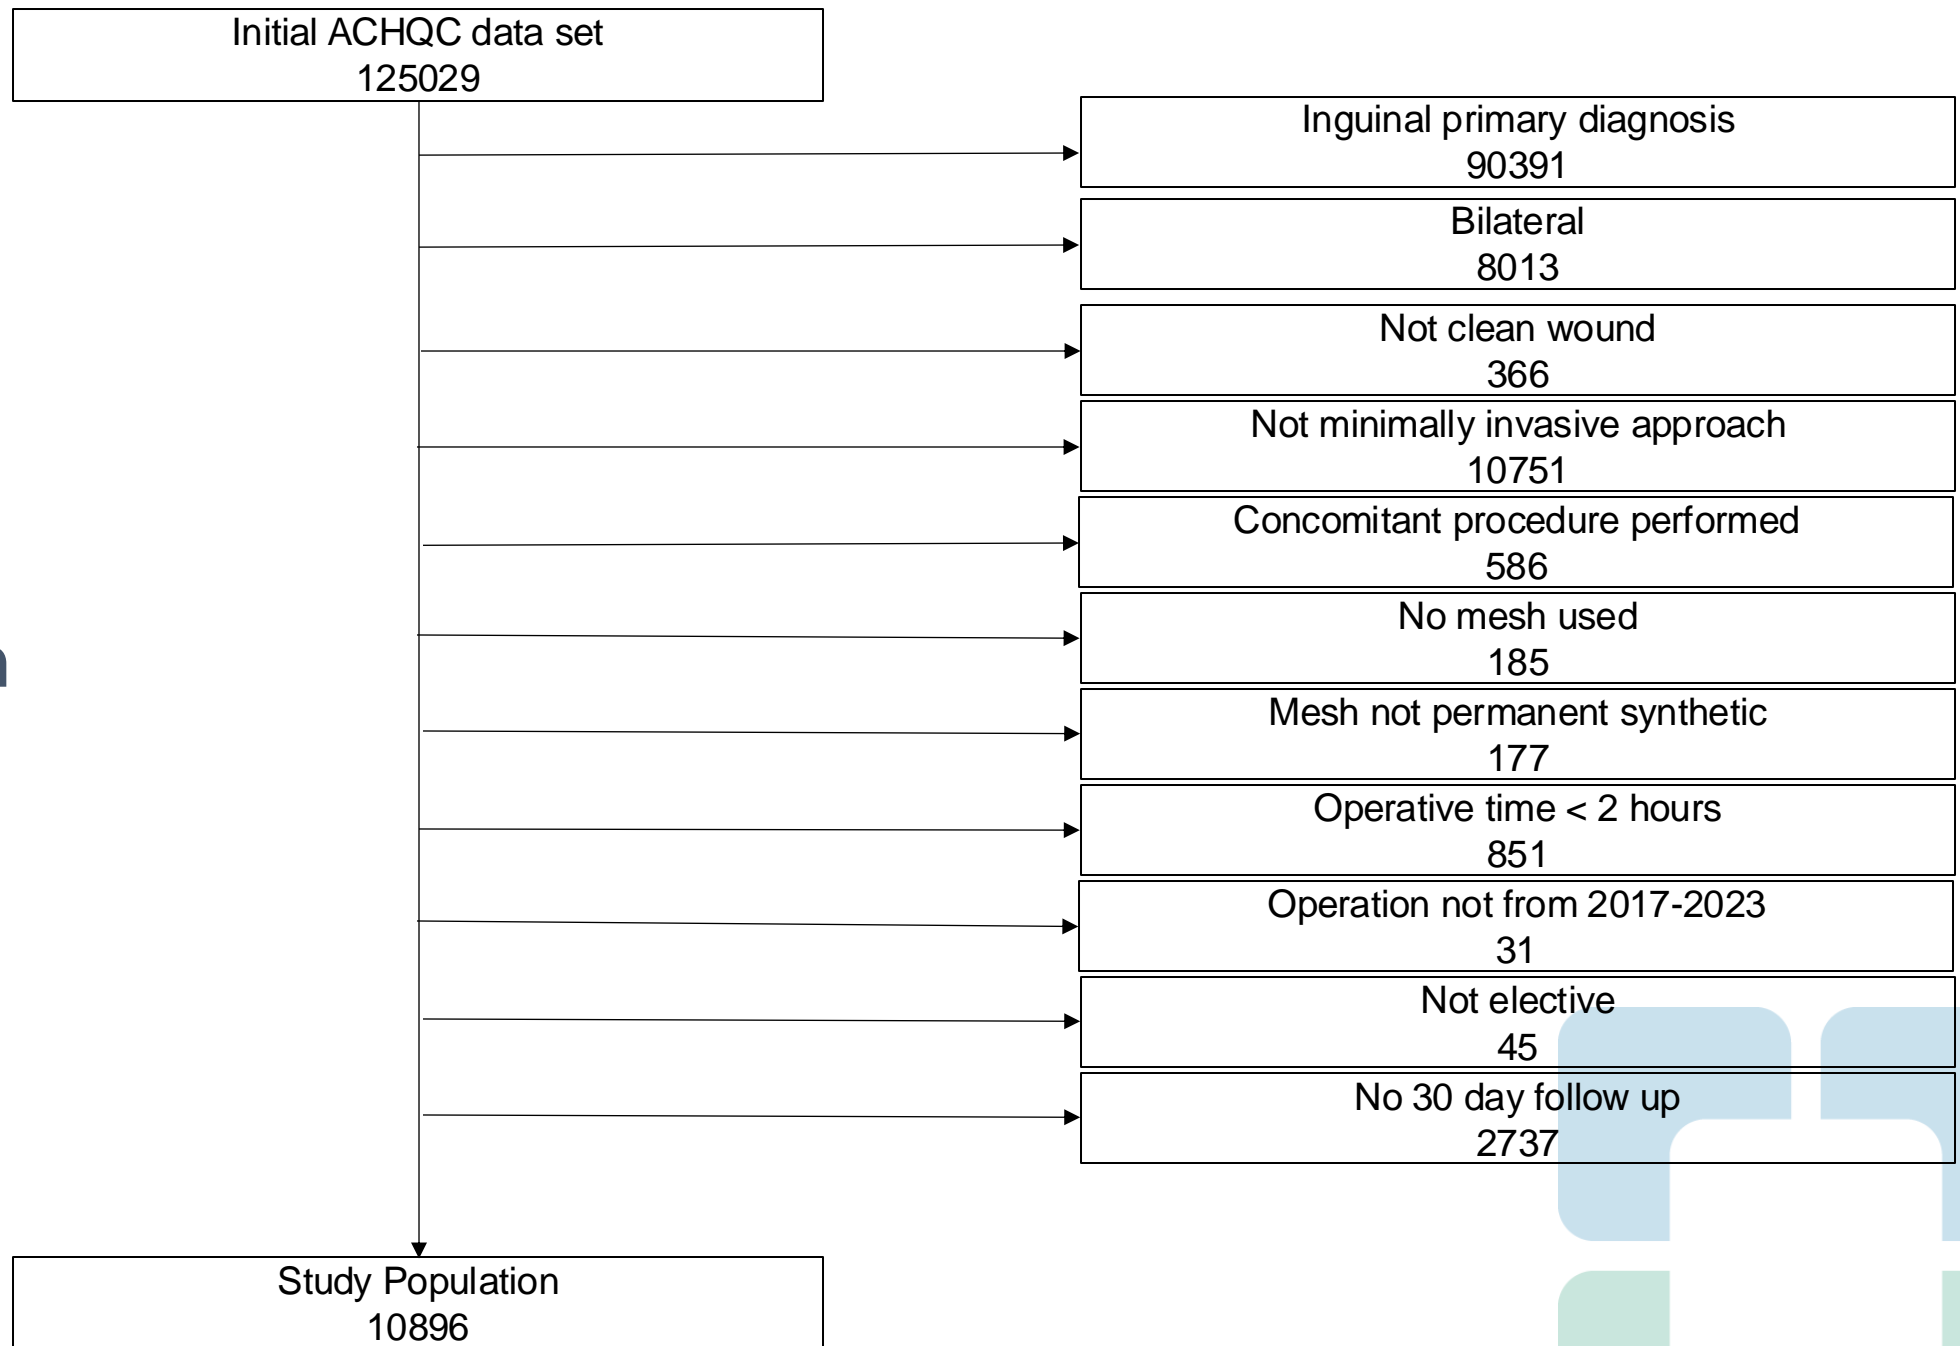 Initial ACHQC data set
125029
Inguinal primary diagnosis
90391
Bilateral
8013
Not clean wound
366
Not minimally invasive approach
10751
Concomitant procedure performed
586
No mesh used
185
Mesh not permanent synthetic
177
Operative time < 2 hours
851
Operation not from 2017-2023
31
Not elective
45
No 30 day follow up
2737
Study Population
10896